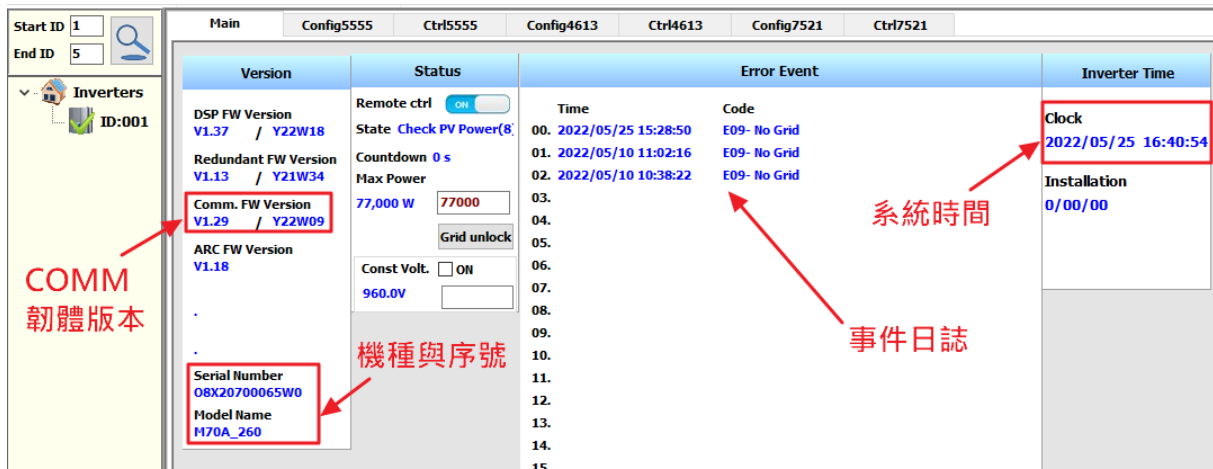 Start ID 1
End ID 5
Inverters
ID:001
Main Config5555 Ctrl5555 Config4613 Ctrl4613 Config7521 Ctrl7521
Version
DSP FW Version
V1.37 / Y22W18
Redundant FW Version
V1.13 / Y21W34
Comm. FW Version
V1.29 / Y22W09
ARC FW Version
V1.18
.
.
Serial Number
O8X20700065W0
Model Name
M70A_260
COMM
韌體版本
機種與序號
Status
Remote ctrl ON
State Check PV Power(8)
Countdown 0 s
Max Power
77,000 W 77000
Grid unlock
Const Volt. ON
960.0V
Error Event
Time Code
00. 2022/05/25 15:28:50 E09- No Grid
01. 2022/05/10 11:02:16 E09- No Grid
02. 2022/05/10 10:38:22 E09- No Grid
03.
04.
05.
06.
07.
08.
09.
10.
11.
12.
13.
14.
15.
事件日誌
Inverter Time
Clock
2022/05/25 16:40:54
Installation
0/00/00
系統時間